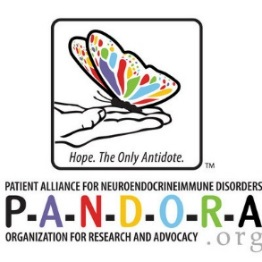 Hope. The Only Antidote.
TM
PATIENT ALLIANCE FOR NEUROENDOCRINEIMMUNE DISORDERS
P-A-N-D-O-R-A
ORGANIZATION FOR RESEARCH AND ADVOCACY
.org